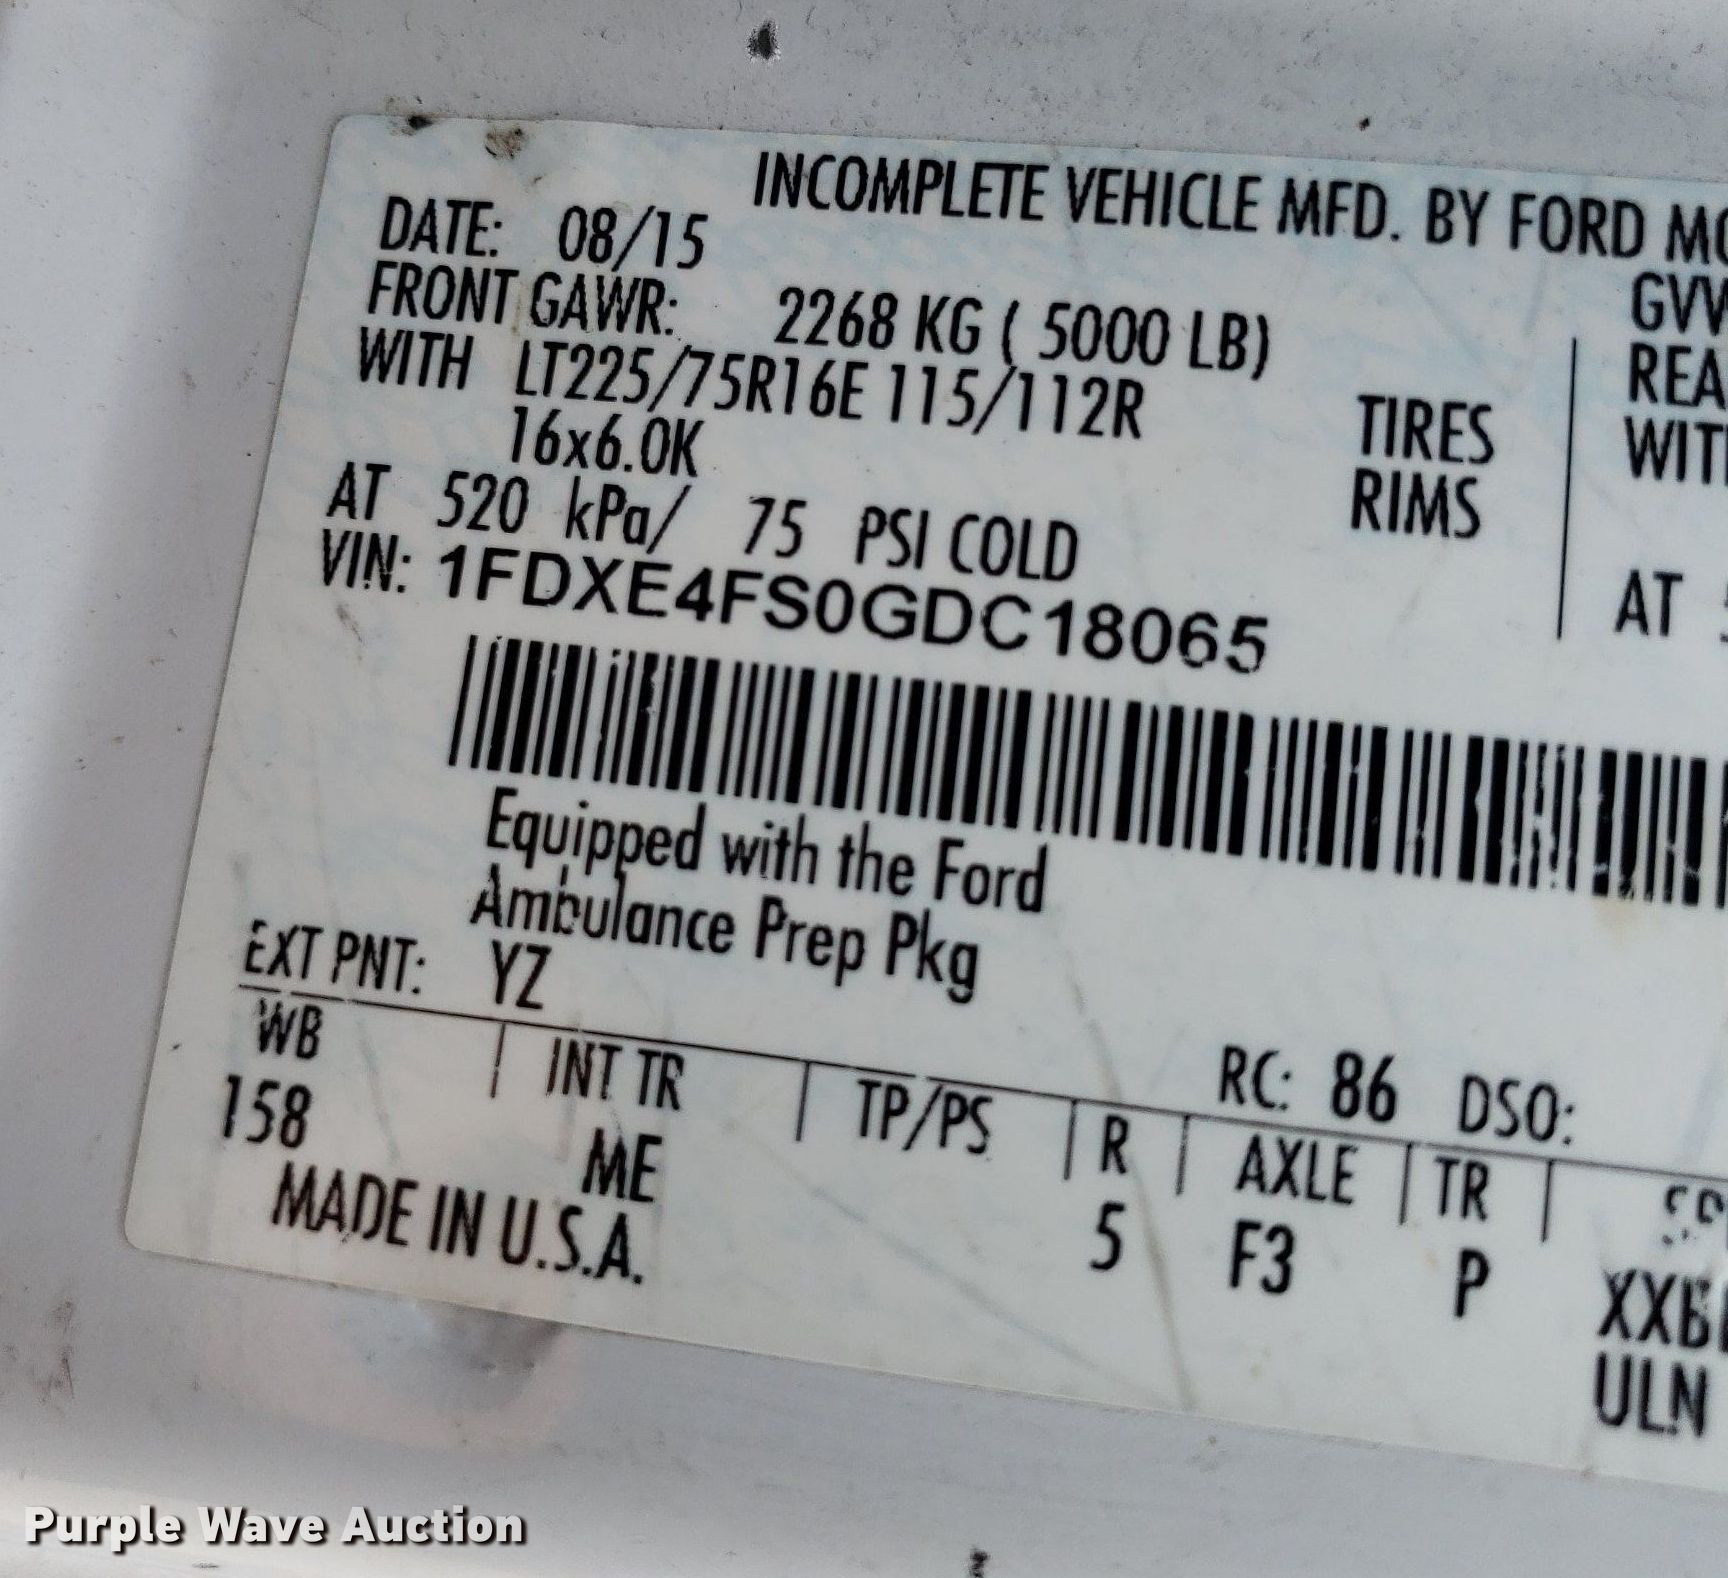 INCOMPLETE VEHICLE MFD. BY FORD
DATE: 08/15
FRONT GAWR: 2268 KG ( 5000 LB)
WITH LT225/75R16E 115/112R TIRES
16x6.0K RIMS
AT 520 kPa/ 75 PSI COLD
AT
VIN: 1FDXE4FS0GDC18065
Equipped with the Ford
Ambulance Prep Pkg
EXT PNT: YZ RC: 86 DSO:
WB INT TR TP/PS R AXLE TR
158 ME 5 F3 P
ULN
MADE IN U.S.A.
Purple Wave Auction